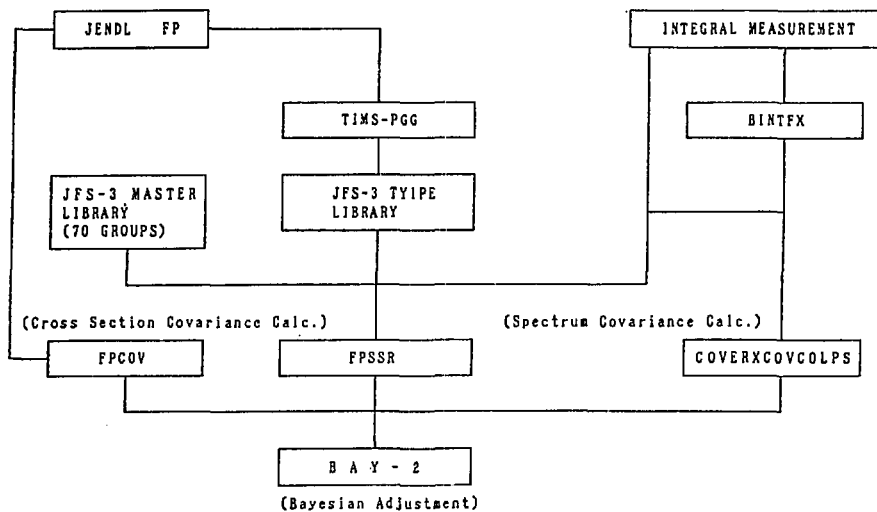 JENDL FP
INTEGRAL MEASUREMENT
TIMS-PGG
BINTFX
JFS-3 MASTER
LIBRARY
(70 GROUPS)
JFS-3 TYIPE
LIBRARY
(Cross Section Covariance Calc.)
(Spectrum Covariance Calc.)
FPCOV
FPSSR
COVERXCOVCOLPS
BAY-2
(Bayesian Adjustment)